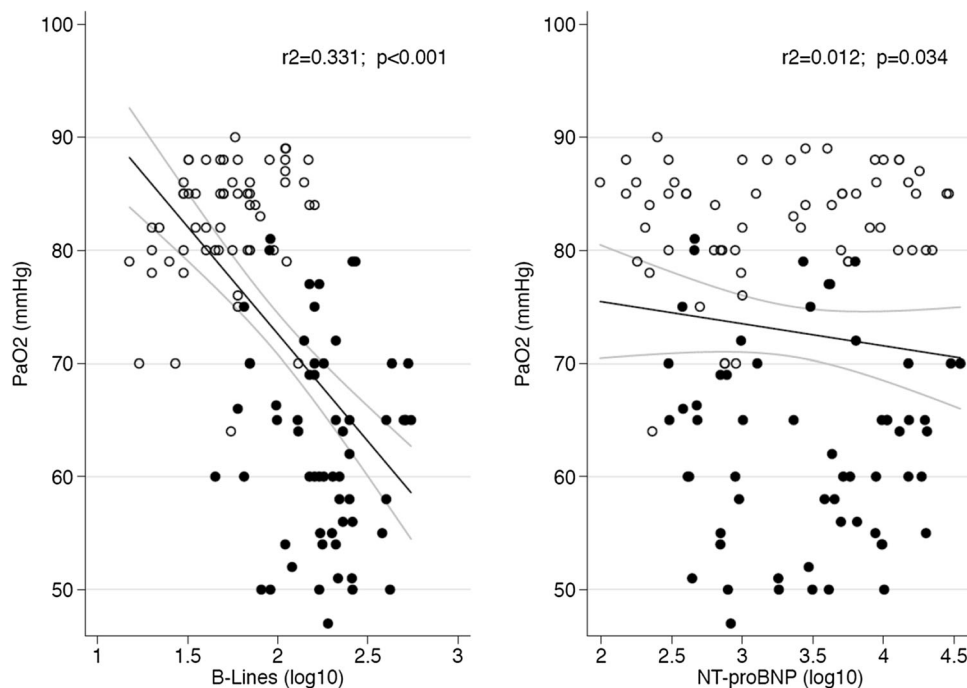 r2=0.331; p<0.001
PaO2 (mmHg)
100
90
80
70
60
50
1 1.5 2 2.5 3
B-Lines (log10)
r2=0.012; p=0.034
PaO2 (mmHg)
100
90
80
70
60
50
2 2.5 3 3.5 4 4.5
NT-proBNP (log10)